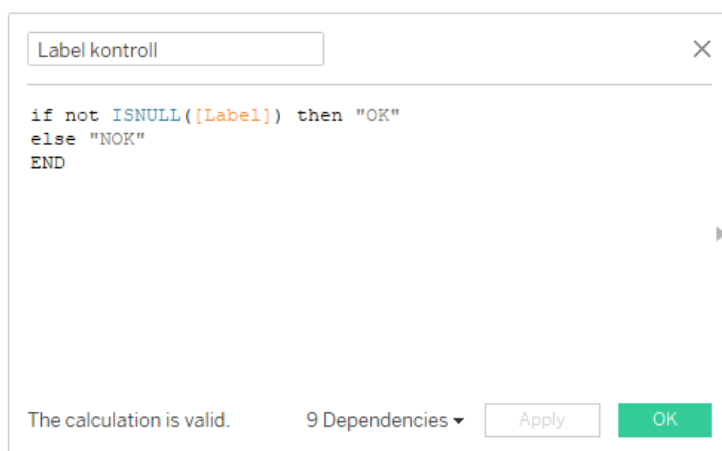 Label kontroll
if not ISNULL([Label]) then "OK"
else "NOK"
END
The calculation is valid.
9 Dependencies
Apply
OK